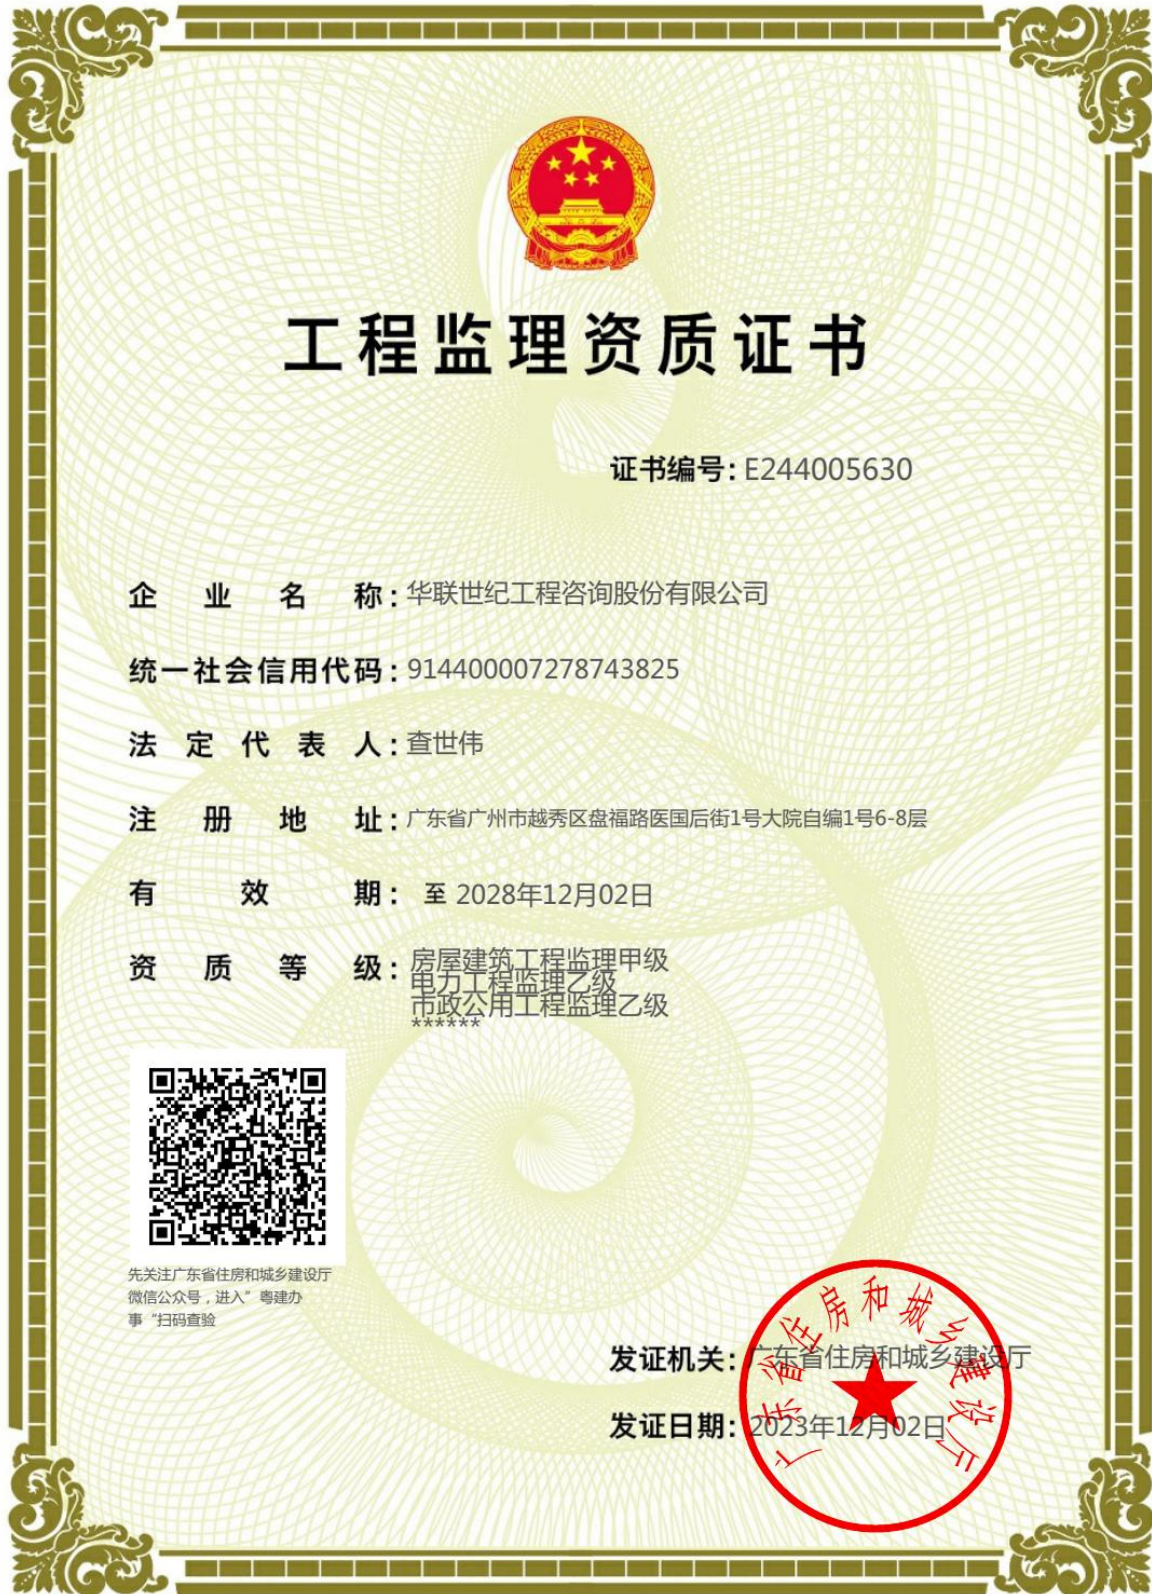 工程监理资质证书
证书编号:E244005630
企业名称:华联世纪工程咨询股份有限公司
统一社会信用代码:914400007278743825
法定代表人:查世伟
注册地址:广东省广州市越秀区盘福路医国后街1号大院自编1号6-8层
有效期: 至 2028年12月02日
资质等级:房屋建筑工程监理甲级
电力工程监理乙级
市政公用工程监理乙级
******
先关注广东省住房和城乡建设厅
微信公众号，进入”粤建办
事“扫码查验
发证机关:广东省住房和城乡建设厅
发证日期:2023年12月02日
广东省住房和城乡建设厅